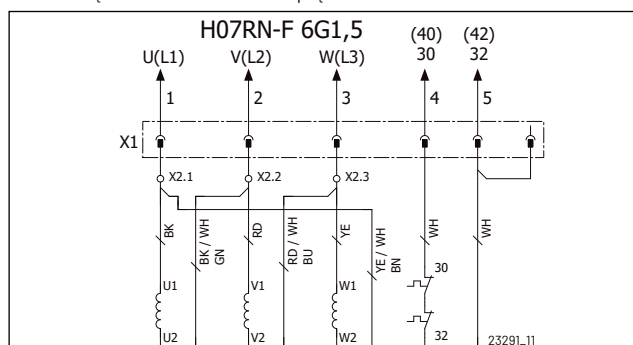 H07RN-F 6G1,5
(40) (42)
U(L1) V(L2) W(L3) 30 32
1 2 3 4 5
X1
X2.1 X2.2 X2.3
BK BK / WH GN RD RD / WH BU YE YE / WH BN WH WH
U1 V1 W1 30
U2 V2 W2 32
23291_11